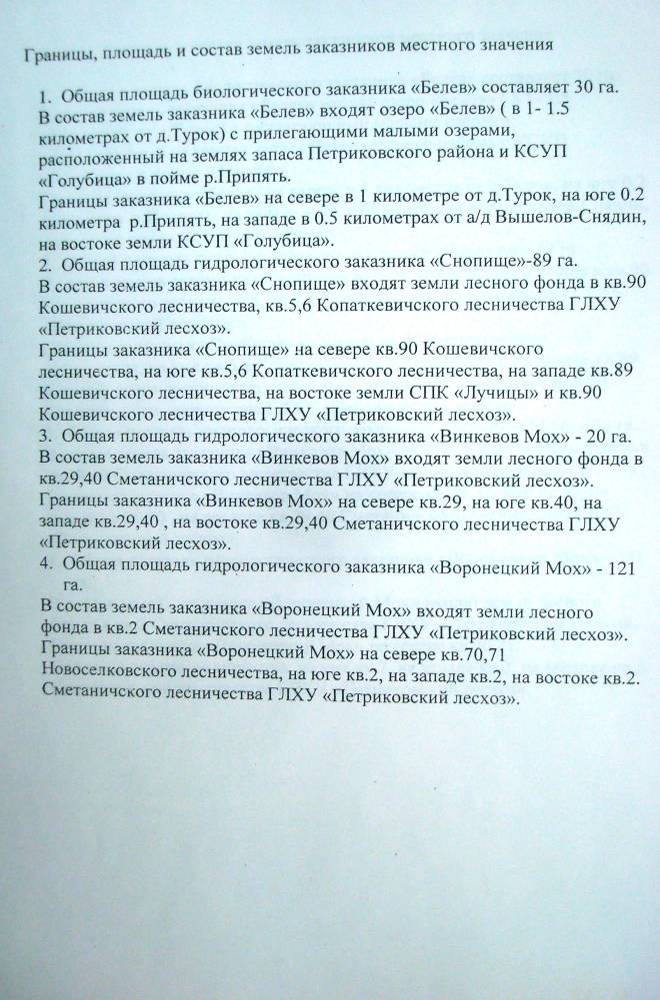 Границы, площадь и состав земель заказников местного значения
1. Общая площадь биологического заказника «Белев» составляет 30 га.
В состав земель заказника «Белев» входят озеро «Белев» ( в 1- 1.5
километрах от д.Турок) с прилегающими малыми озерами,
расположенный на землях запаса Петриковского района и КСУП
«Голубица» в пойме р.Припять.
Границы заказника «Белев» на севере в 1 километре от д.Турок, на юге 0.2
километра р.Припять, на западе в 0.5 километрах от а/д Вышелов-Снядин,
на востоке земли КСУП «Голубица».
2. Общая площадь гидрологического заказника «Снопище»-89 га.
В состав земель заказника «Снопище» входят земли лесного фонда в кв.90
Кошевичского лесничества, кв.5,6 Копаткевичского лесничества ГЛХУ
«Петриковский лесхоз».
Границы заказника «Снопище» на севере кв.90 Кошевичского
лесничества, на юге кв.5,6 Копаткевичского лесничества, на западе кв.89
Кошевичского лесничества, на востоке земли СПК «Лучицы» и кв.90
Кошевичского лесничества ГЛХУ «Петриковский лесхоз».
3. Общая площадь гидрологического заказника «Винкевов Мох» - 20 га.
В состав земель заказника «Винкевов Мох» входят земли лесного фонда в
кв.29,40 Сметаничского лесничества ГЛХУ «Петриковский лесхоз».
Границы заказника «Винкевов Мох» на севере кв.29, на юге кв.40, на
западе кв.29,40 , на востоке кв.29,40 Сметаничского лесничества ГЛХУ
«Петриковский лесхоз».
4. Общая площадь гидрологического заказника «Воронецкий Мох» - 121
га.
В состав земель заказника «Воронецкий Мох» входят земли лесного
фонда в кв.2 Сметаничского лесничества ГЛХУ «Петриковский лесхоз».
Границы заказника «Воронецкий Мох» на севере кв.70,71
Новоселковского лесничества, на юге кв.2, на западе кв.2, на востоке кв.2.
Сметаничского лесничества ГЛХУ «Петриковский лесхоз».